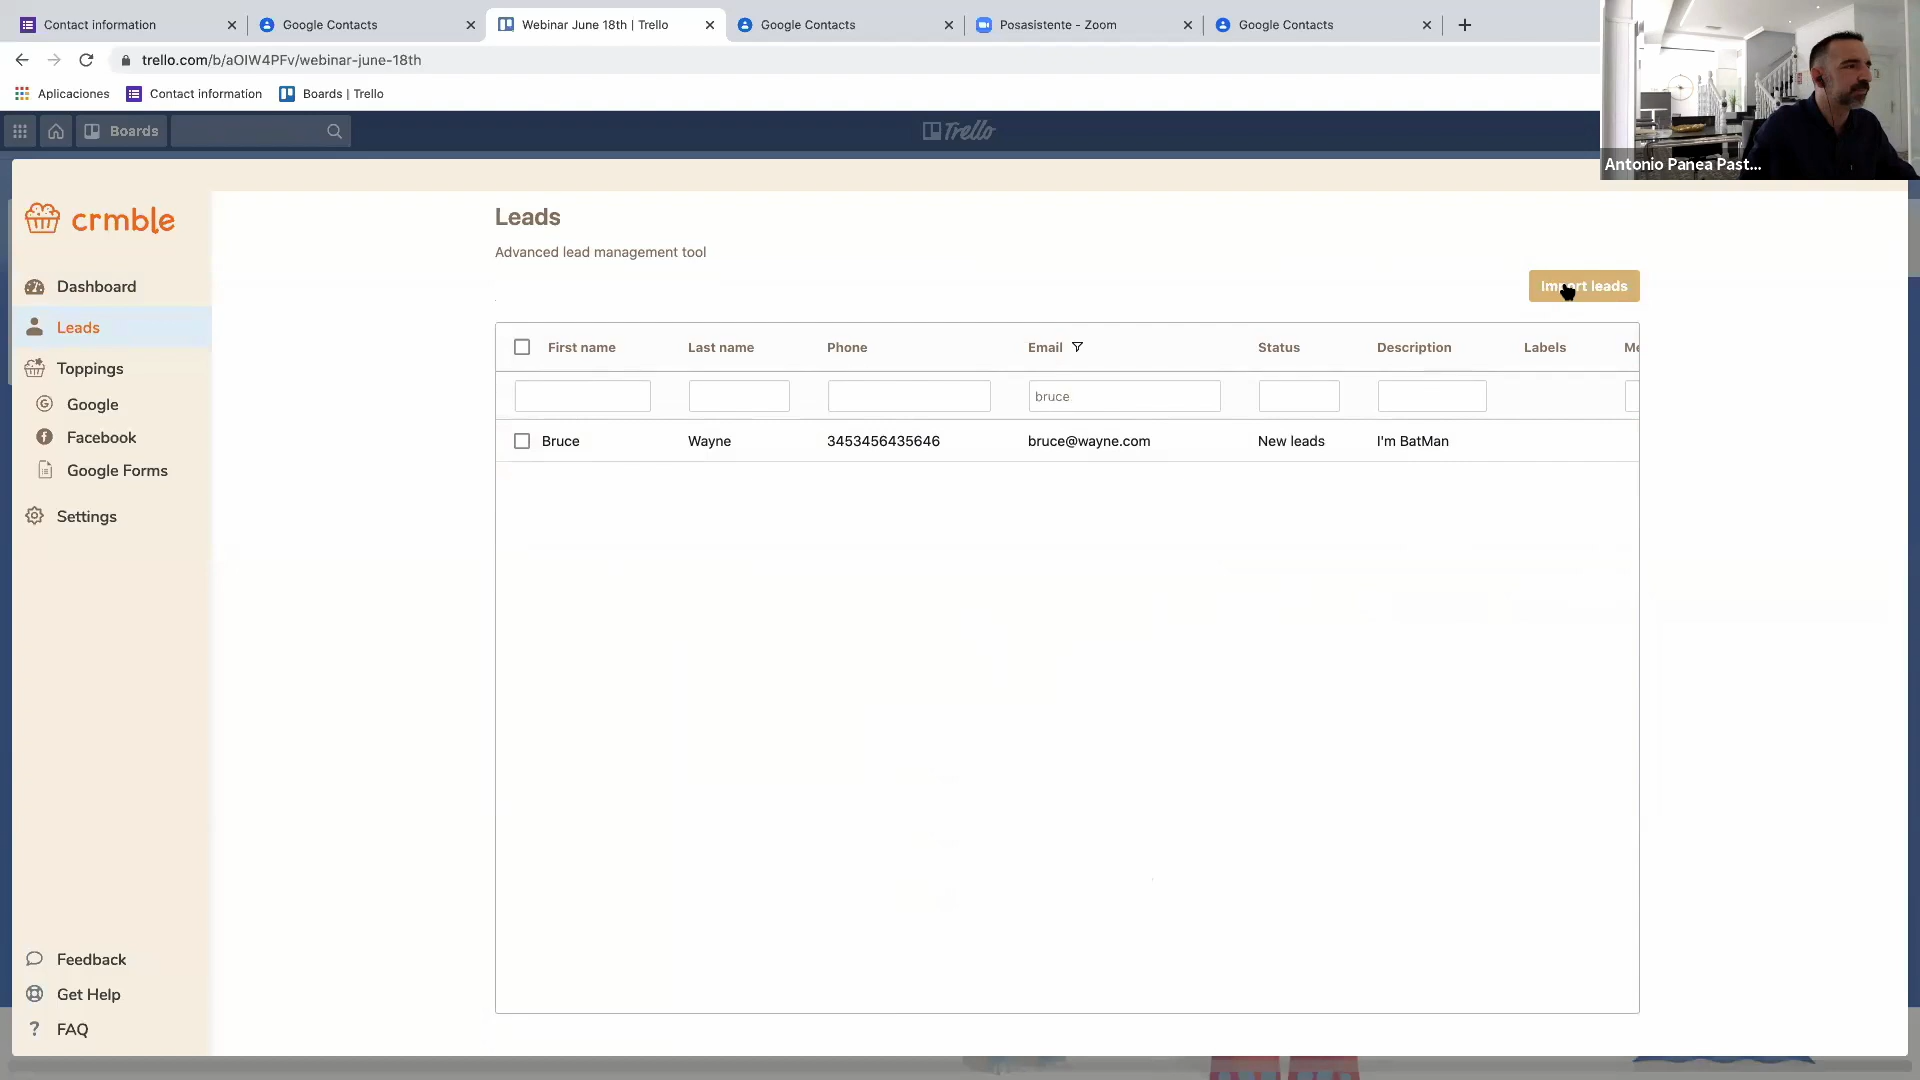 Contact information
Google Contacts
Webinar June 18th | Trello
Google Contacts
Posasistente - Zoom
Google Contacts
trello.com/b/aOIW4PFv/webinar-june-18th
Aplicaciones
Contact information
Boards | Trello
Boards
Trello
Antonio Panea Past...
crmble
Dashboard
Leads
Toppings
Google
Facebook
Google Forms
Settings
Feedback
Get Help
? FAQ
Leads
Advanced lead management tool
Import leads
First name Last name Phone Email Status Description Labels Me
bruce
Bruce Wayne 3453456435646 bruce@wayne.com New leads I'm BatMan